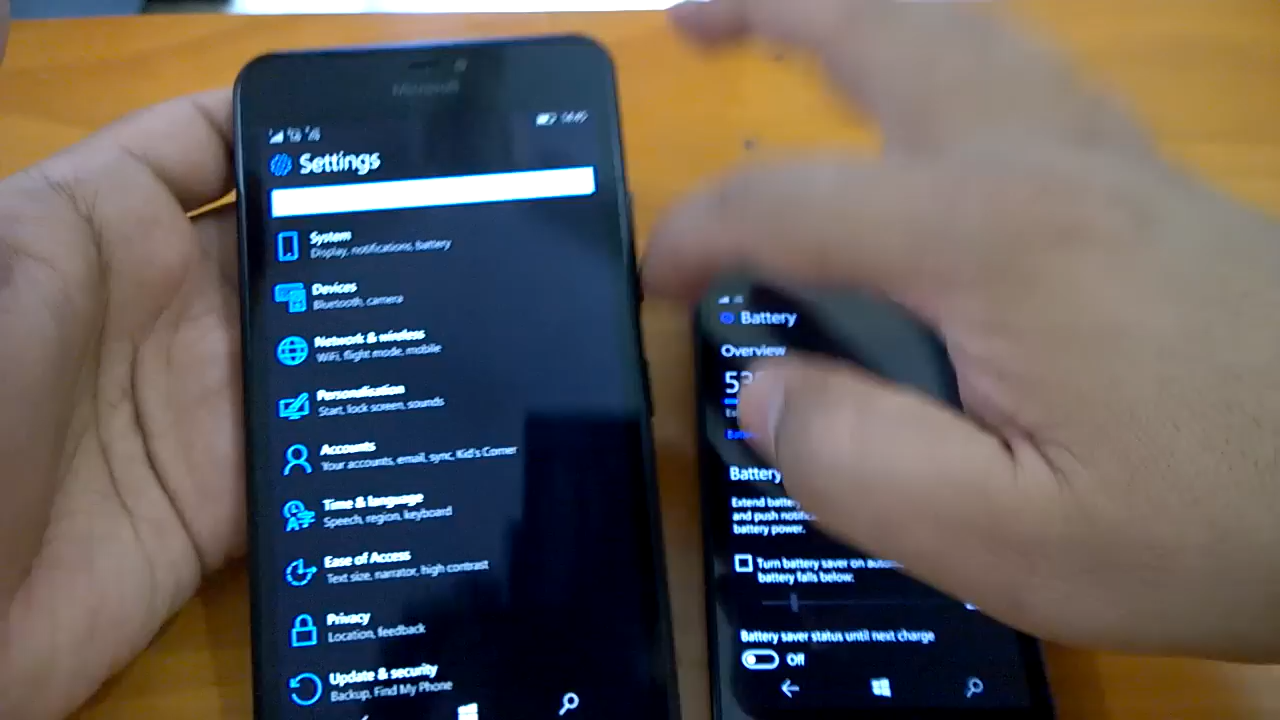 Microsoft
Settings
System
Display, notifications, battery
Devices
Bluetooth, camera
Network & wireless
WiFi, flight mode, mobile
Personalisation
Start, lock screen, sounds
Accounts
Your accounts, email, sync, Kid's Corner
Time & language
Speech, region, keyboard
Ease of Access
Text size, narrator, high contrast
Privacy
Location, feedback
Update & security
Backup, Find My Phone
Battery
Overview
Battery
Extend
and push
battery power.
Turn battery saver on
battery falls below:
Battery saver status until next charge
Off